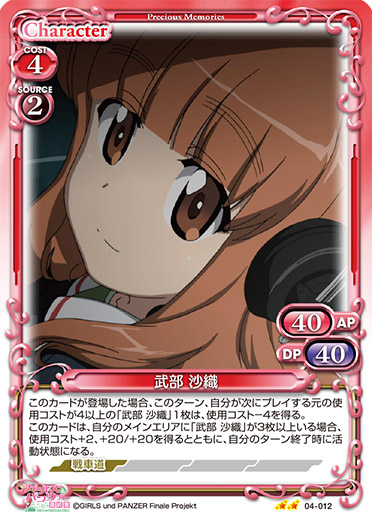 Precious Memories
Character
COST
4
SOURCE
2
40 AP
DP 40
武部 沙織
このカードが登場した場合、このターン、自分が次にプレイする元の使
用コストが4以上の「武部 沙織」1枚は、使用コスト−4を得る。
このカードは、自分のメインエリアに「武部 沙織」が3枚以上いる場合、
使用コスト+2、+20/+20を得るとともに、自分のターン終了時に活
動状態になる。
戦車道
©GIRLS und PANZER Finale Projekt
04-012